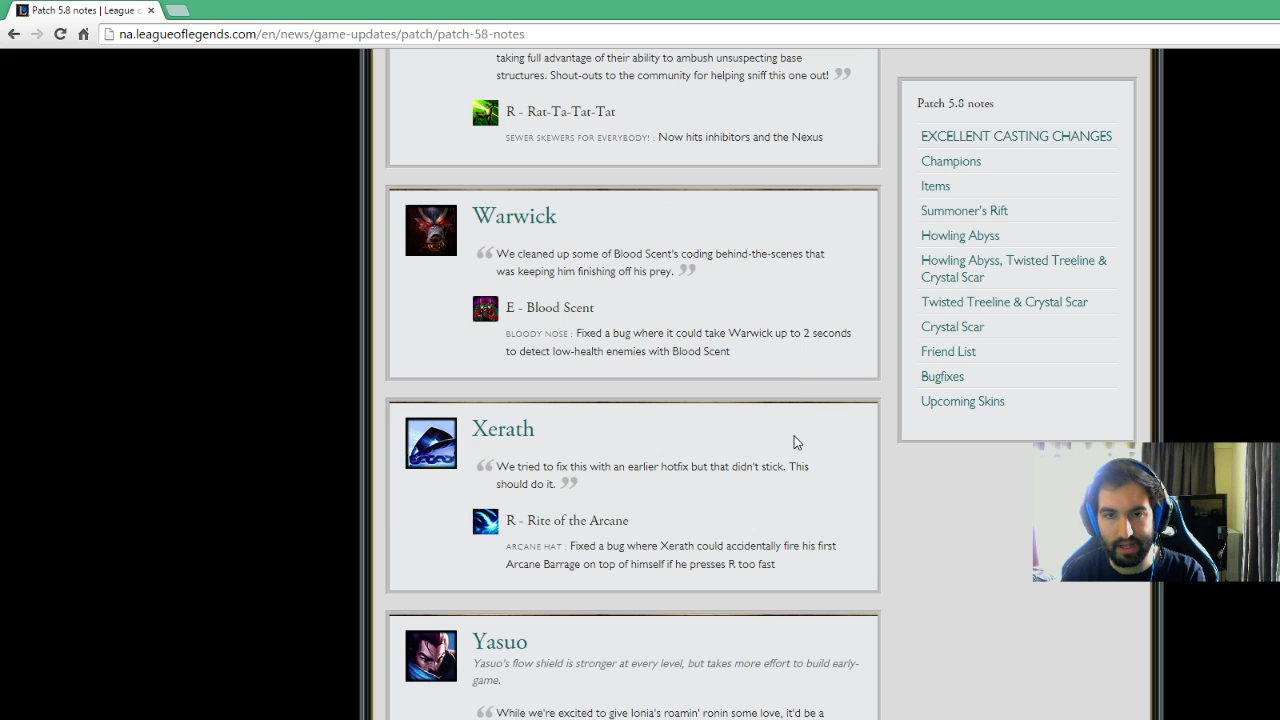 Patch 5.8 notes | League o
na.leagueoflegends.com/en/news/game-updates/patch/patch-58-notes
taking full advantage of their ability to ambush unsuspecting base
structures. Shout-outs to the community for helping sniff this one out! ”
R - Rat-Ta-Tat-Tat
SEWER SKEWERS FOR EVERYBODY! : Now hits inhibitors and the Nexus
Warwick
“ We cleaned up some of Blood Scent's coding behind-the-scenes that
was keeping him finishing off his prey. ”
E - Blood Scent
BLOODY NOSE : Fixed a bug where it could take Warwick up to 2 seconds
to detect low-health enemies with Blood Scent
Xerath
“ We tried to fix this with an earlier hotfix but that didn't stick. This
should do it. ”
R - Rite of the Arcane
ARCANE HAT : Fixed a bug where Xerath could accidentally fire his first
Arcane Barrage on top of himself if he presses R too fast
Yasuo
Yasuo's flow shield is stronger at every level, but takes more effort to build early-
game.
“ While we're excited to give Ionia's roamin' ronin some love, it'd be a
Patch 5.8 notes
EXCELLENT CASTING CHANGES
Champions
Items
Summoner's Rift
Howling Abyss
Howling Abyss, Twisted Treeline &
Crystal Scar
Twisted Treeline & Crystal Scar
Crystal Scar
Friend List
Bugfixes
Upcoming Skins